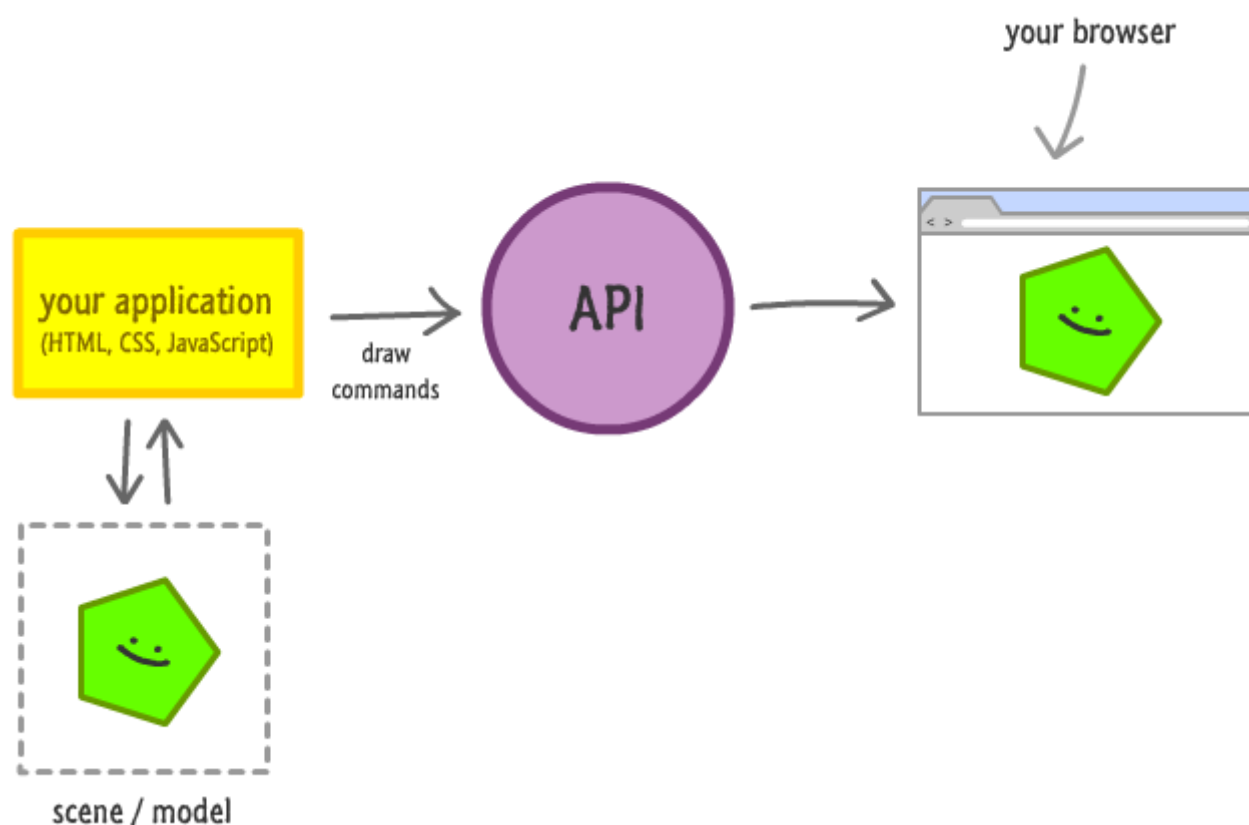 your browser
< >
your application
(HTML, CSS, JavaScript)
API
draw
commands
scene / model